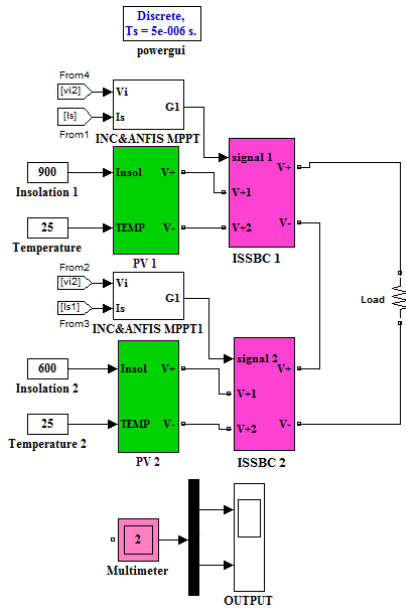 Discrete,
Ts = 5e-006 s.
powergui
From4
[vi2]
Vi
[Is]
Is
G1
From1
INC&ANFIS MPPT
900
Insolation 1
Insol
V+
25
Temperature
TEMP
V-
PV 1
signal 1
V+
V+1
V-
V+2
ISSBC 1
From2
[vi2]
Vi
[Is1]
Is
G1
From3
INC&ANFIS MPPT1
Load
600
Insolation 2
Insol
V+
25
Temperature 2
TEMP
V-
PV 2
signal 2
V+
V+1
V-
V+2
ISSBC 2
2
Multimeter
OUTPUT